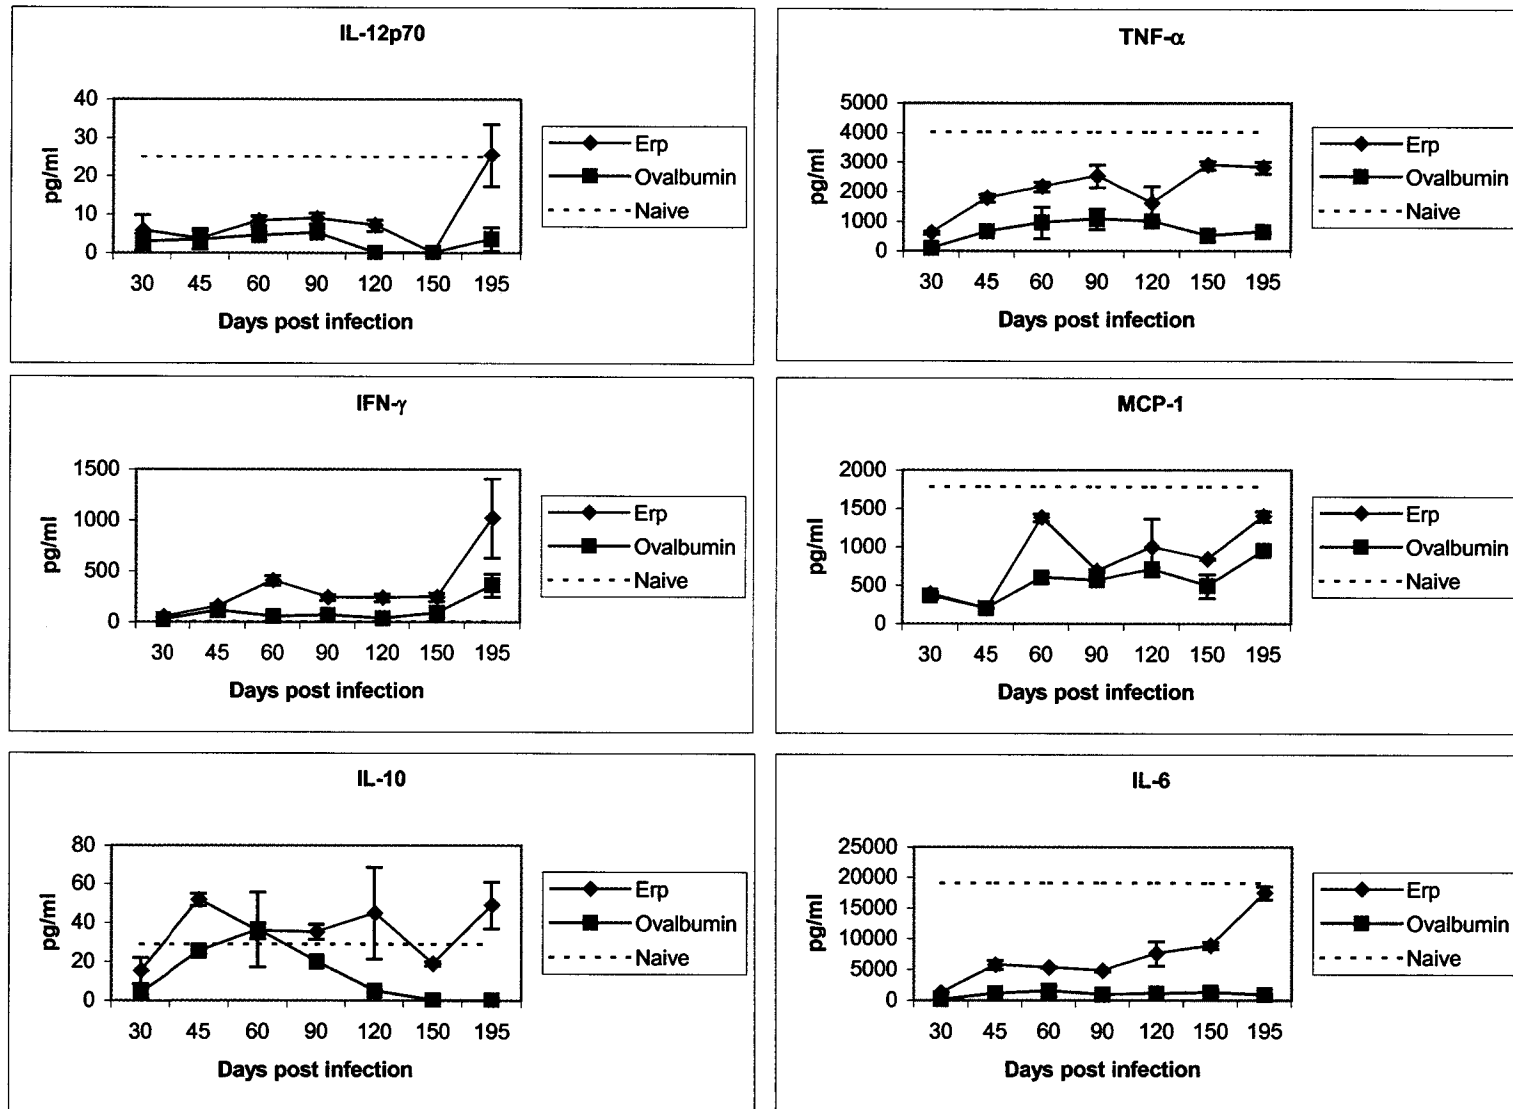 IL-12p70
40
30
20
10
0
pg/ml
30 45 60 90 120 150 195
Days post infection
Erp
Ovalbumin
Naive
TNF-α
5000
4000
3000
2000
1000
0
pg/ml
30 45 60 90 120 150 195
Days post infection
Erp
Ovalbumin
Naive
IFN-γ
1500
1000
500
0
pg/ml
30 45 60 90 120 150 195
Days post infection
Erp
Ovalbumin
Naive
MCP-1
2000
1500
1000
500
0
pg/ml
30 45 60 90 120 150 195
Days post infection
Erp
Ovalbumin
Naive
IL-10
80
60
40
20
0
pg/ml
30 45 60 90 120 150 195
Days post infection
Erp
Ovalbumin
Naive
IL-6
25000
20000
15000
10000
5000
0
pg/ml
30 45 60 90 120 150 195
Days post infection
Erp
Ovalbumin
Naive